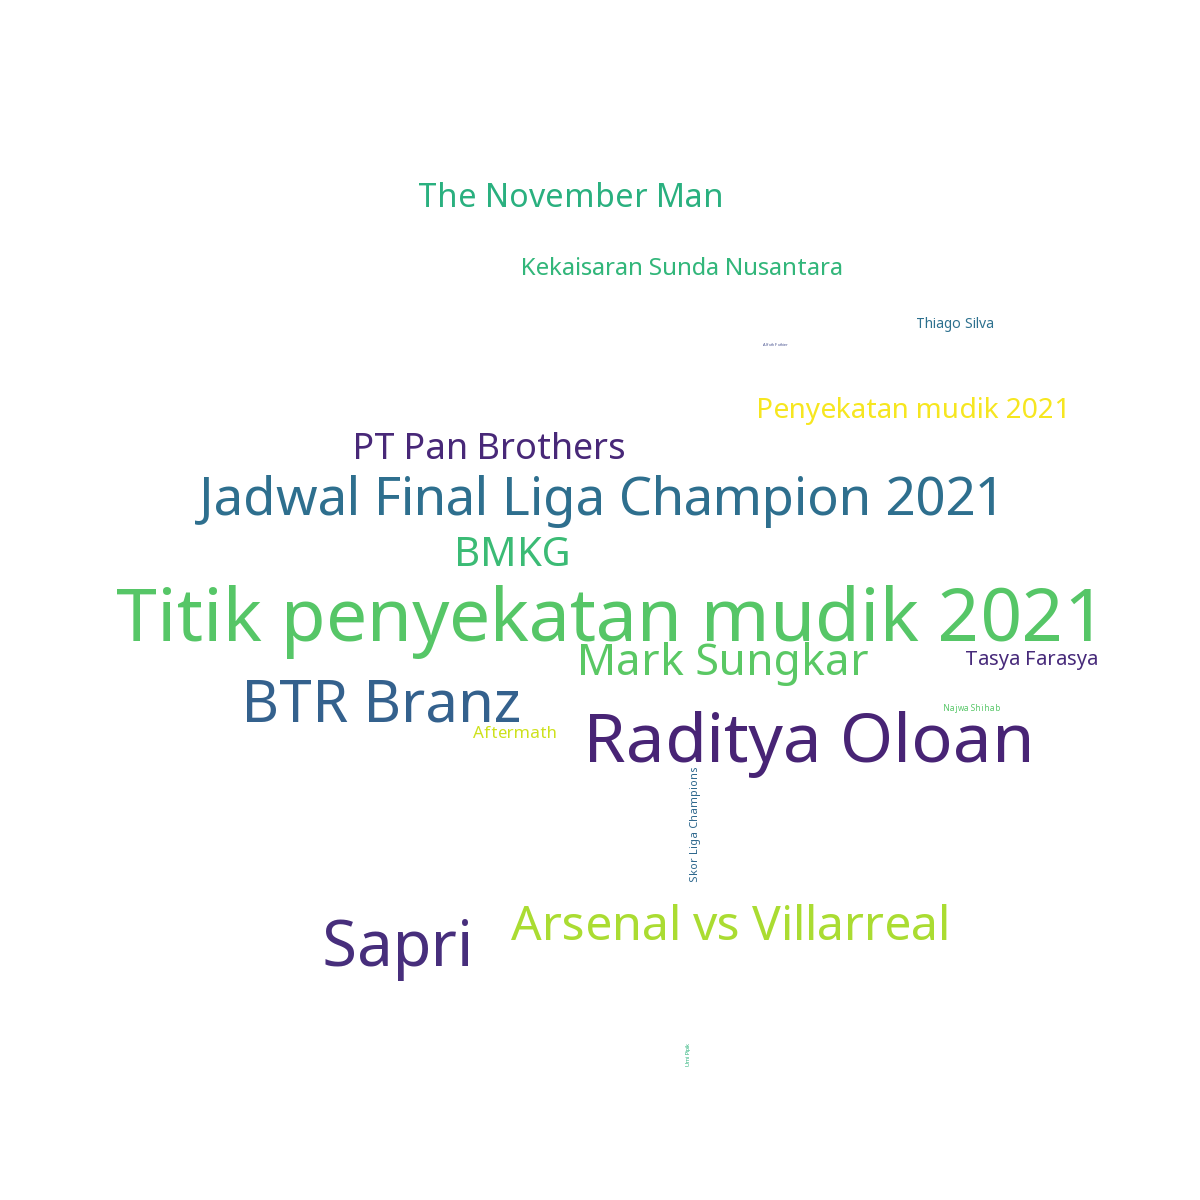 The November Man
Kekaisaran Sunda Nusantara
Thiago Silva
Penyekatan mudik 2021
PT Pan Brothers
Jadwal Final Liga Champion 2021
BMKG
Titik penyekatan mudik 2021
Mark Sungkar
Tasya Farasya
BTR Branz
Najwa Shihab
Aftermath
Raditya Oloan
Skor Liga Champions
Arsenal vs Villarreal
Sapri
Umi Pipik